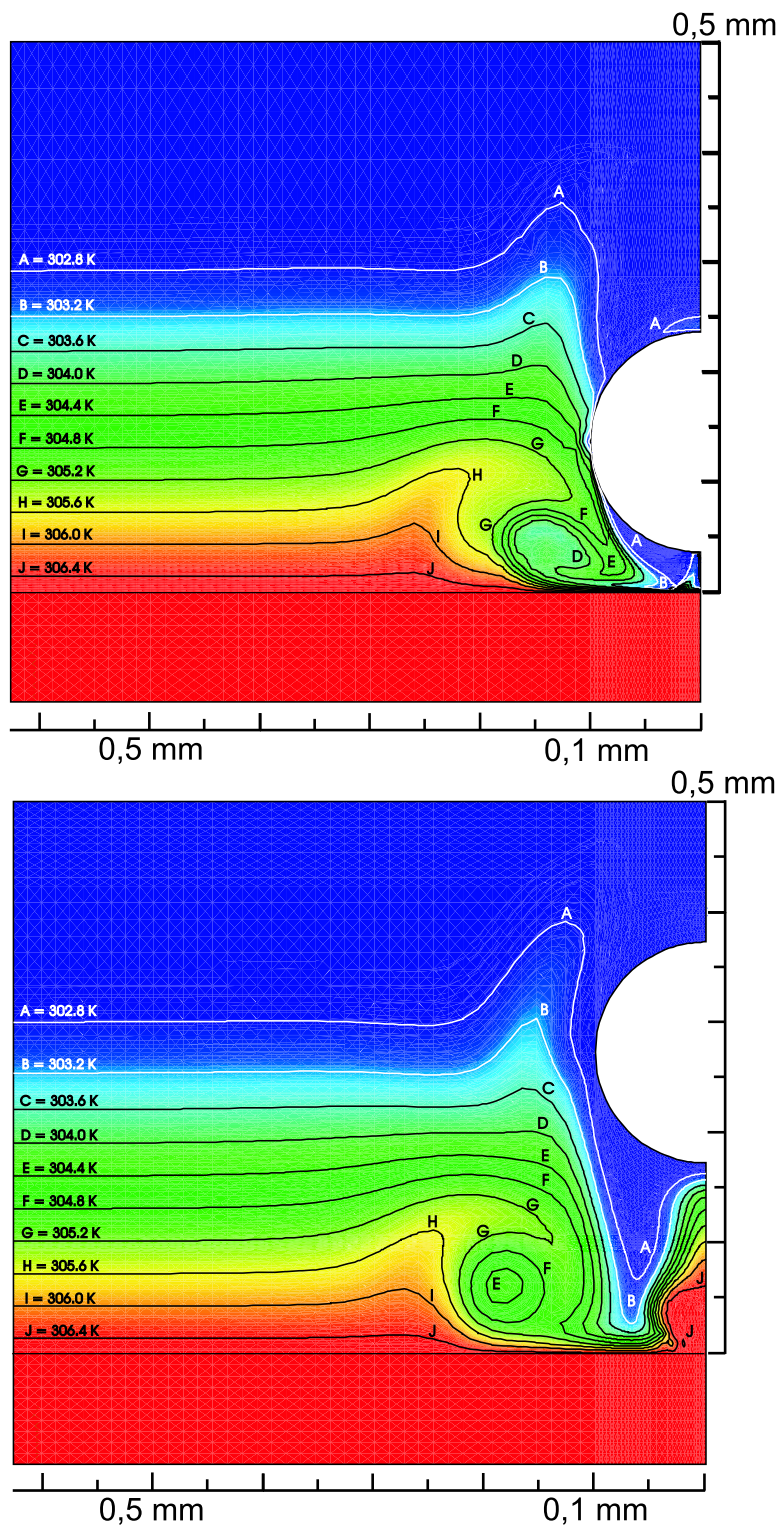 0,5 mm
A
A = 302.8 K
B
B = 303.2 K
C
A
C = 303.6 K
D
D = 304.0 K
E
E = 304.4 K
F
F = 304.8 K
G
G = 305.2 K
H
H = 305.6 K
F
G
I = 306.0 K
I
A
D
E
J = 306.4 K
J
B
0,5 mm 0,1 mm
0,5 mm
A
A = 302.8 K
B
B = 303.2 K
C
C = 303.6 K
D
D = 304.0 K
E
E = 304.4 K
F
F = 304.8 K
G
H
G
G = 305.2 K
A
H = 305.6 K
F
J
E
I = 306.0 K
I
B
J = 306.4 K
J
J
0,5 mm 0,1 mm